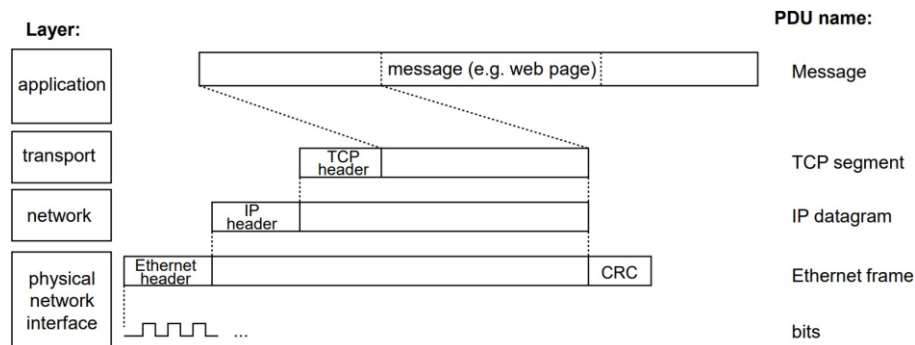 Layer:
PDU name:
application
message (e.g. web page)
Message
transport
TCP
header
TCP segment
network
IP
header
IP datagram
physical
network
interface
Ethernet
header
CRC
Ethernet frame
...
bits